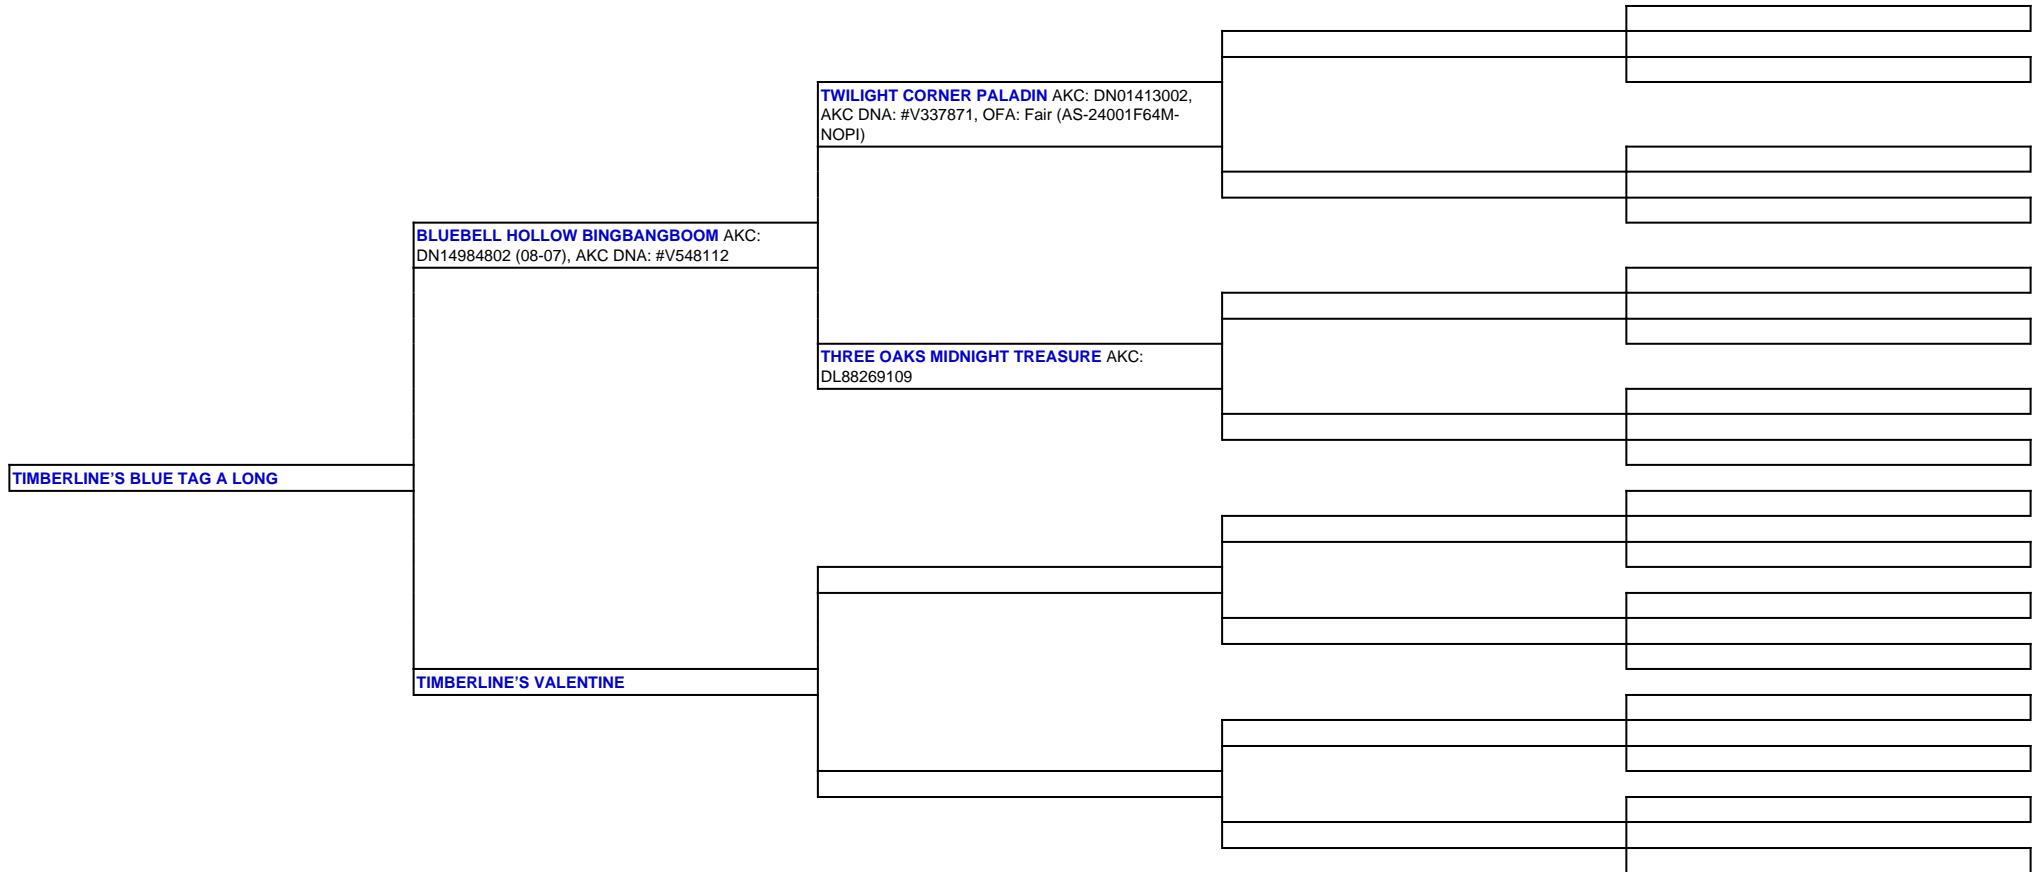 TWILIGHT CORNER PALADIN AKC: DN01413002,
AKC DNA: #V337871, OFA: Fair (AS-24001F64M-
NOPI)
BLUEBELL HOLLOW BINGBANGBOOM AKC:
DN14984802 (08-07), AKC DNA: #V548112
THREE OAKS MIDNIGHT TREASURE AKC:
DL88269109
TIMBERLINE’S BLUE TAG A LONG
TIMBERLINE’S VALENTINE